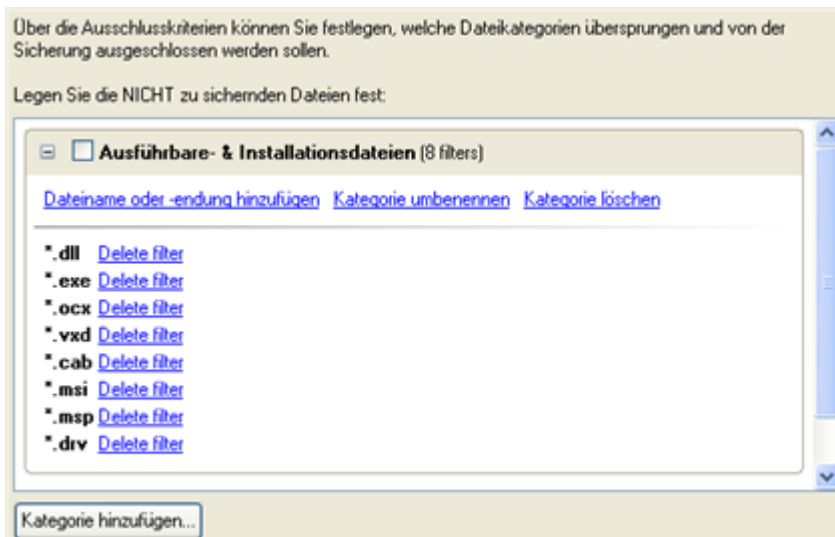 Über die Ausschlusskriterien können Sie festlegen, welche Dateikategorien übersprungen und von der
Sicherung ausgeschlossen werden sollen.
Legen Sie die NICHT zu sichernden Dateien fest:
Ausführbare- & Installationsdateien (8 filters)
Dateiname oder -endung hinzufügen Kategorie umbenennen Kategorie löschen
*.dll Delete filter
*.exe Delete filter
*.ocx Delete filter
*.vxd Delete filter
*.cab Delete filter
*.msi Delete filter
*.msp Delete filter
*.drv Delete filter
Kategorie hinzufügen...